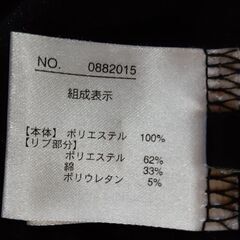 NO. 0882015
組成表示
【本体】 ポリエステル 100%
【リブ部分】
ポリエステル 62%
綿 33%
ポリウレタン 5%